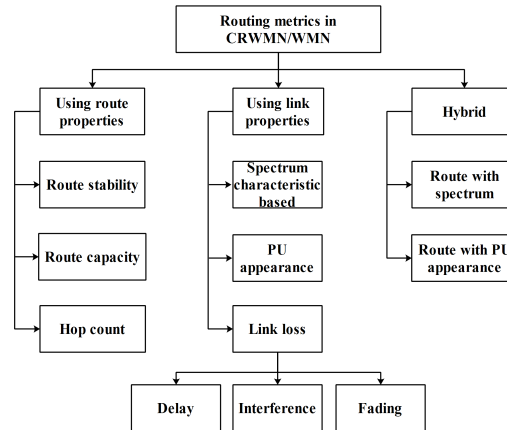 Routing metrics in
CRWMN/WMN
Using route
properties
Using link
properties
Hybrid
Route stability
Spectrum
characteristic
based
Route with
spectrum
Route capacity
PU
appearance
Route with PU
appearance
Hop count
Link loss
Delay
Interference
Fading